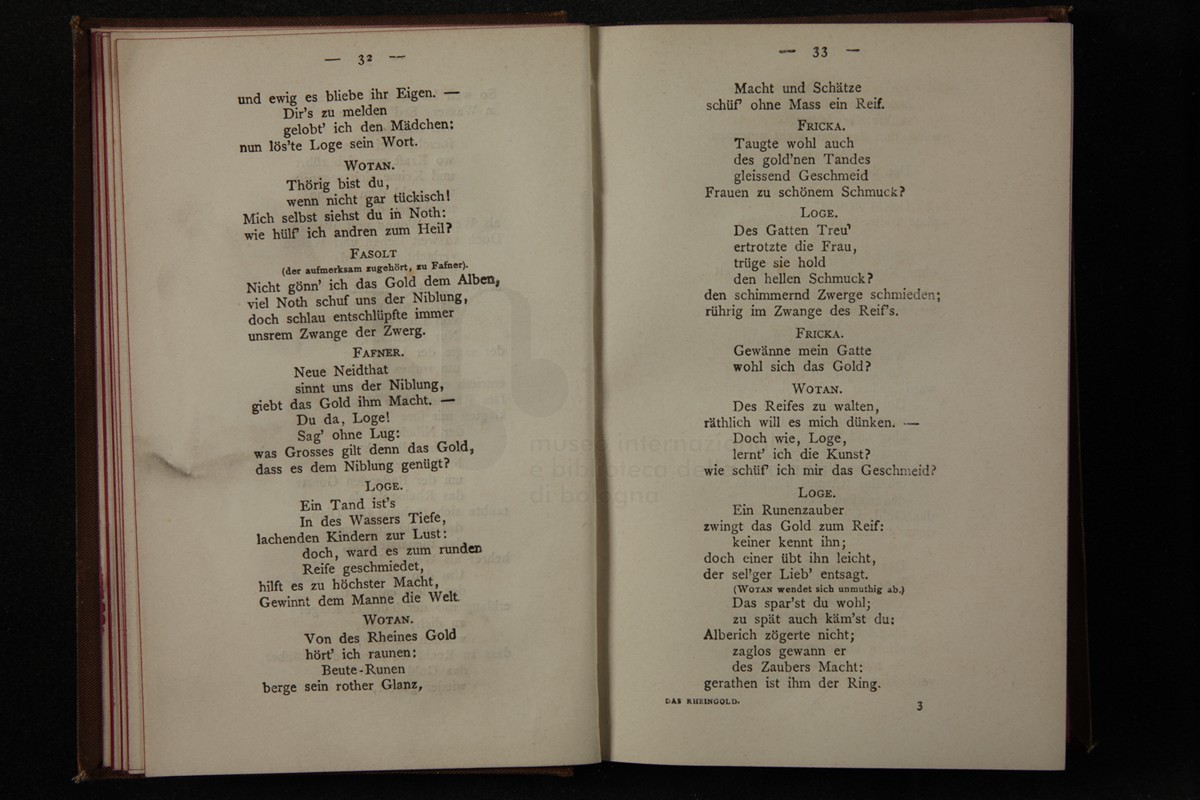 — 32 —
und ewig es bliebe ihr Eigen. —
Dir's zu melden
gelobt' ich den Mädchen:
nun lös'te Loge sein Wort.
WOTAN.
Thörig bist du,
wenn nicht gar tückisch!
Mich selbst siehst du in Noth:
wie hülf' ich andren zum Heil?
FASOLT
(der aufmerksam zugehört, zu Fafner).
Nicht gönn' ich das Gold dem Alben,
viel Noth schuf uns der Niblung,
doch schlau entschlüpfte immer
unsrem Zwange der Zwerg.
FAFNER.
Neue Neidthat
sinnt uns der Niblung,
giebt das Gold ihm Macht. —
Du da, Loge!
Sag' ohne Lug:
was Grosses gilt denn das Gold,
dass es dem Niblung genügt?
LOGE.
Ein Tand ist's
In des Wassers Tiefe,
lachenden Kindern zur Lust:
doch, ward es zum runden
Reife geschmiedet,
hilft es zu höchster Macht,
Gewinnt dem Manne die Welt
WOTAN.
Von des Rheines Gold
hört' ich raunen:
Beute-Runen
berge sein rother Glanz,
— 33 —
Macht und Schätze
schüf' ohne Mass ein Reif.
FRICKA.
Taugte wohl auch
des gold'nen Tandes
gleissend Geschmeid
Frauen zu schönem Schmuck?
LOGE.
Des Gatten Treu'
ertrotzte die Frau,
trüge sie hold
den hellen Schmuck?
den schimmernd Zwerge schmieden;
rührig im Zwange des Reif's.
FRICKA.
Gewänne mein Gatte
wohl sich das Gold?
WOTAN.
Des Reifes zu walten,
räthlich will es mich dünken. —
Doch wie, Loge,
lernt' ich die Kunst?
wie schüf' ich mir das Geschmeid?
LOGE.
Ein Runenzauber
zwingt das Gold zum Reif:
keiner kennt ihn;
doch einer übt ihn leicht,
der sel'ger Lieb' entsagt.
(WOTAN wendet sich unmuthig ab.)
Das spar'st du wohl;
zu spät auch käm'st du:
Alberich zögerte nicht;
zaglos gewann er
des Zaubers Macht:
gerathen ist ihm der Ring.
DAS RHEINGOLD.
3
museo internazio
e biblioteca de
di bologna